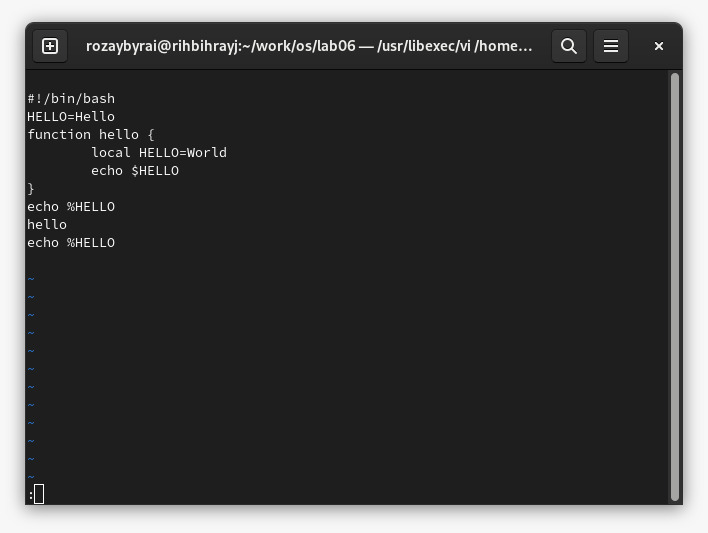 rozaybyrai@rihbihrayj:~/work/os/lab06 — /usr/libexec/vi /home...
#!/bin/bash
HELLO=Hello
function hello {
        local HELLO=World
        echo $HELLO
}
echo %HELLO
hello
echo %HELLO
~
~
~
~
~
~
~
~
~
~
~
~
: